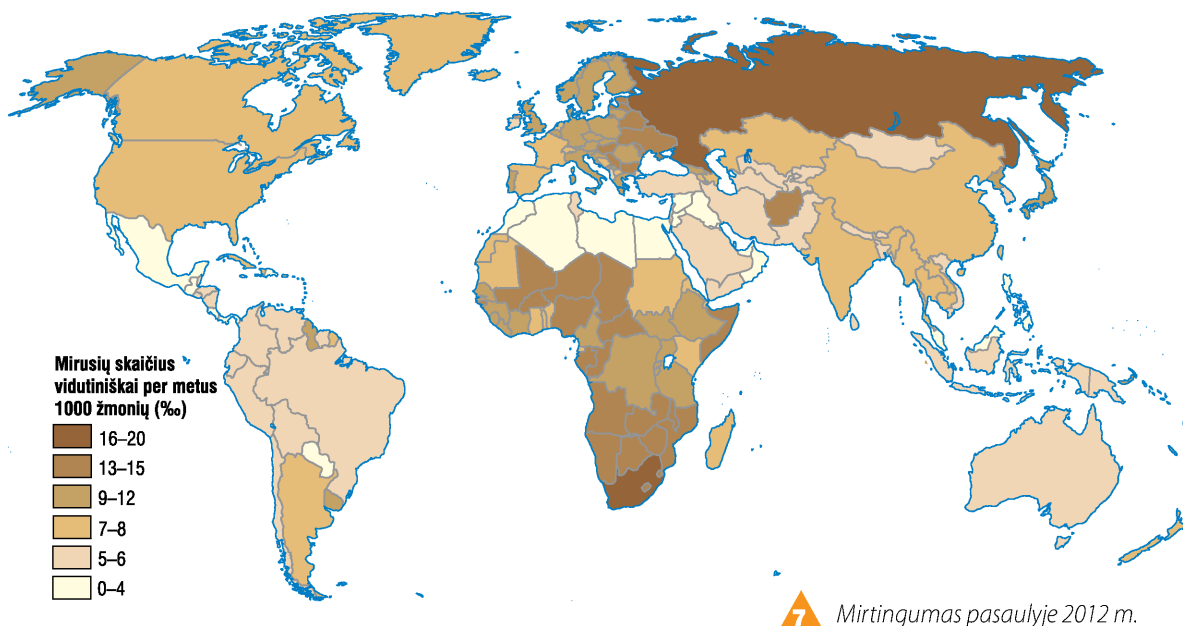 Mirusių skaičius
vidutiniškai per metus
1000 žmonių (‰)
16–20
13–15
9–12
7–8
5–6
0–4
7 Mirtingumas pasaulyje 2012 m.